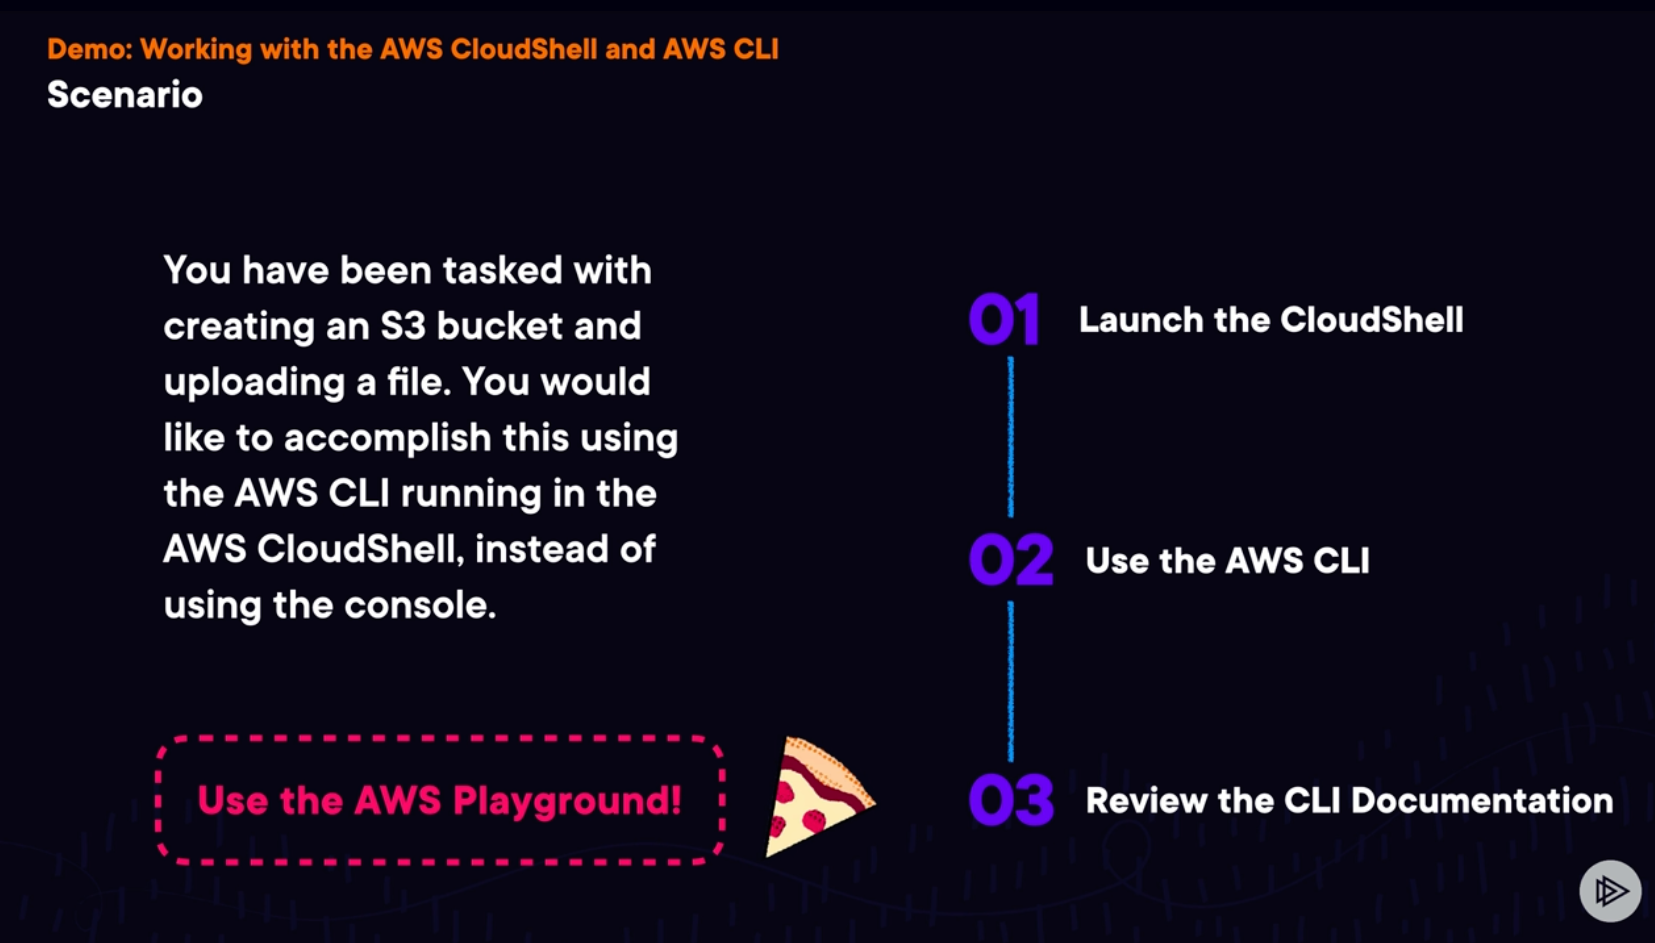 Demo: Working with the AWS CloudShell and AWS CLI
Scenario
You have been tasked with
creating an S3 bucket and
uploading a file. You would
like to accomplish this using
the AWS CLI running in the
AWS CloudShell, instead of
using the console.
Use the AWS Playground!
01 Launch the CloudShell
02 Use the AWS CLI
03 Review the CLI Documentation